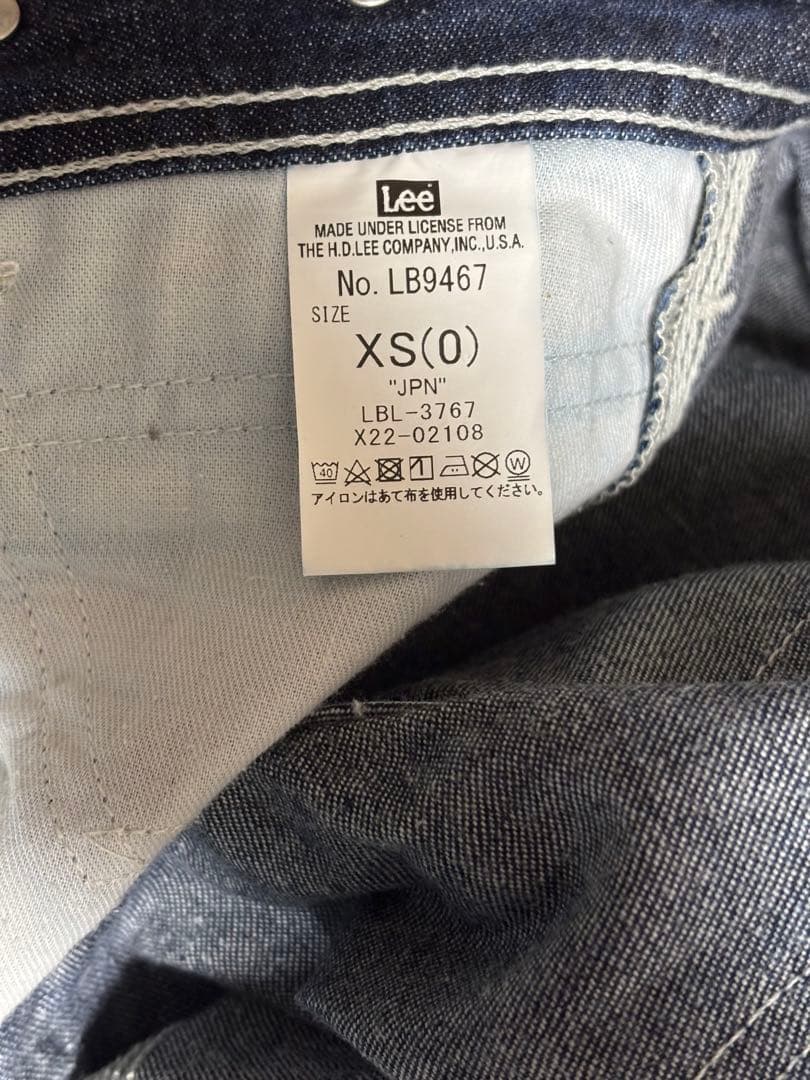 Lee
MADE UNDER LICENSE FROM
THE H.D.LEE COMPANY,INC.,U.S.A.
No. LB9467
SIZE
XS(0)
"JPN"
LBL-3767
X22-02108
40 W
アイロンはあて布を使用してください。